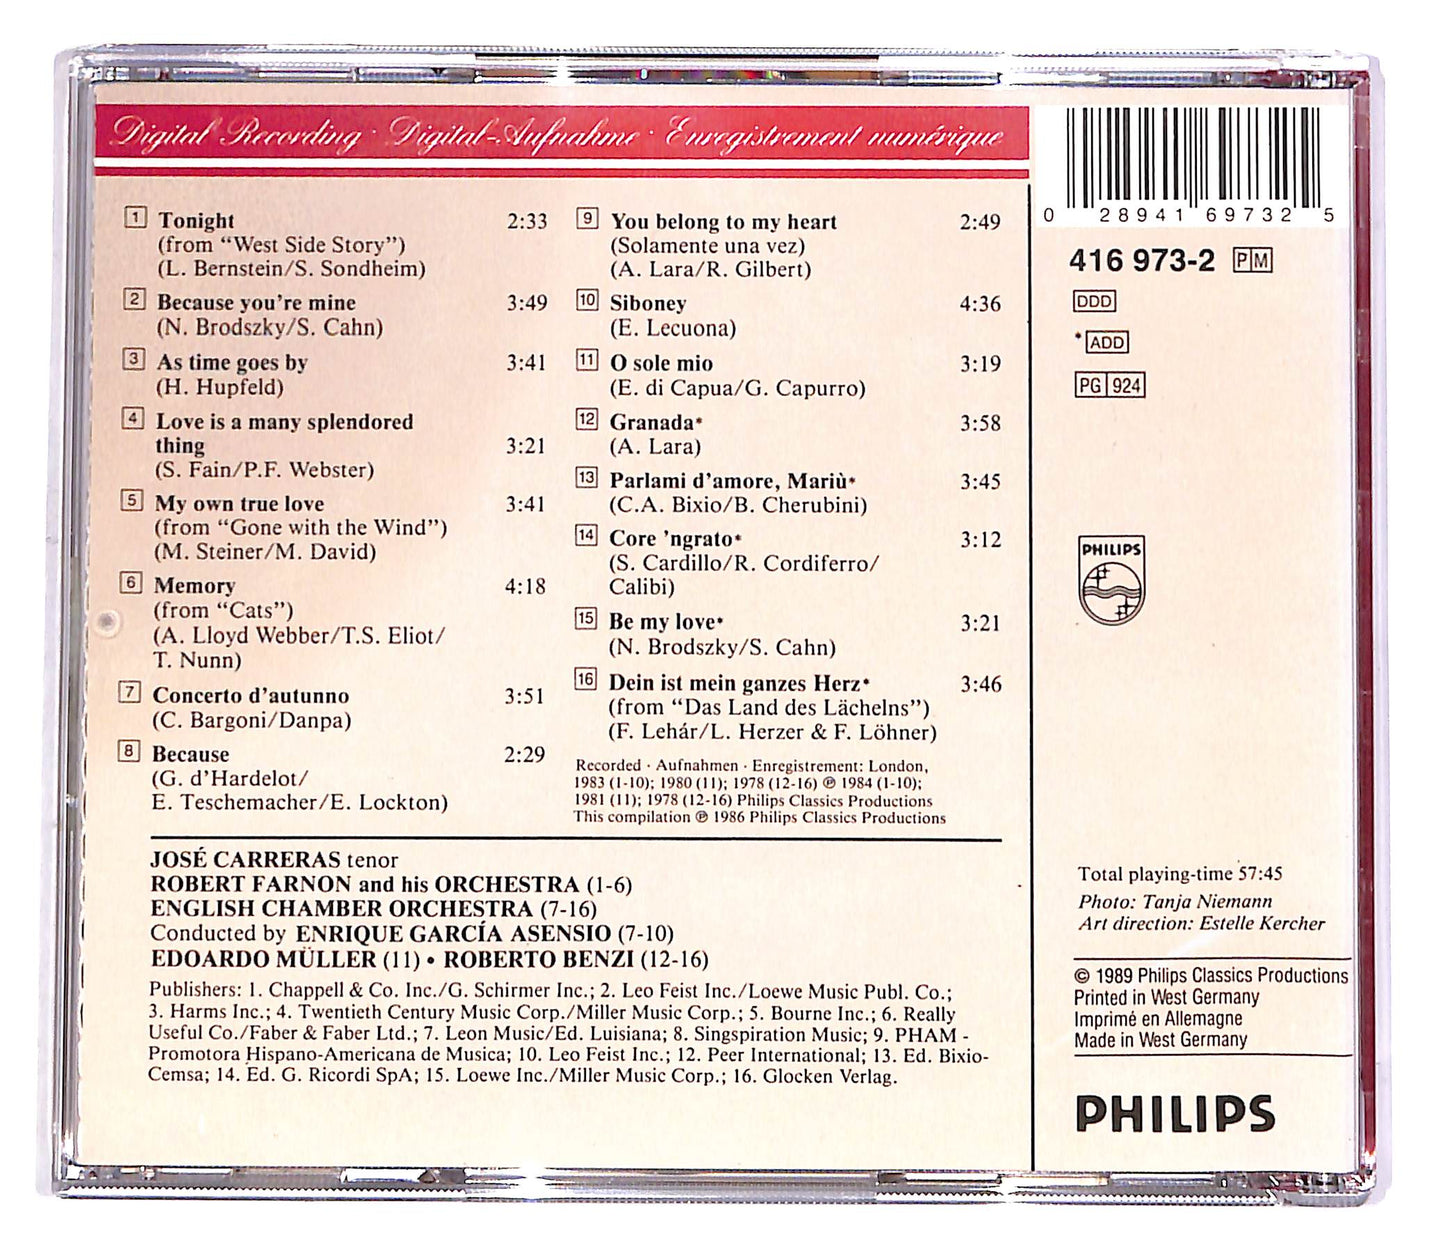 Digital Recording · Digital-Aufnahme · Enregistrement numérique
1 Tonight 2:33
(from “West Side Story”)
(L. Bernstein/S. Sondheim)
2 Because you're mine 3:49
(N. Brodszky/S. Cahn)
3 As time goes by 3:41
(H. Hupfeld)
4 Love is a many splendored
thing 3:21
(S. Fain/P.F. Webster)
5 My own true love 3:41
(from “Gone with the Wind”)
(M. Steiner/M. David)
6 Memory 4:18
(from “Cats”)
(A. Lloyd Webber/T.S. Eliot/
T. Nunn)
7 Concerto d'autunno 3:51
(C. Bargoni/Danpa)
8 Because 2:29
(G. d'Hardelot/
E. Teschemacher/E. Lockton)
9 You belong to my heart 2:49
(Solamente una vez)
(A. Lara/R. Gilbert)
10 Siboney 4:36
(E. Lecuona)
11 O sole mio 3:19
(E. di Capua/G. Capurro)
12 Granada* 3:58
(A. Lara)
13 Parlami d'amore, Mariù* 3:45
(C.A. Bixio/B. Cherubini)
14 Core 'ngrato* 3:12
(S. Cardillo/R. Cordiferro/
Calibi)
15 Be my love* 3:21
(N. Brodszky/S. Cahn)
16 Dein ist mein ganzes Herz* 3:46
(from “Das Land des Lächelns”)
(F. Lehár/L. Herzer & F. Löhner)
Recorded · Aufnahmen · Enregistrement: London,
1983 (1-10); 1980 (11); 1978 (12-16) ℗ 1984 (1-10);
1981 (11); 1978 (12-16) Philips Classics Productions
This compilation ℗ 1986 Philips Classics Productions
JOSÉ CARRERAS tenor
ROBERT FARNON and his ORCHESTRA (1-6)
ENGLISH CHAMBER ORCHESTRA (7-16)
Conducted by ENRIQUE GARCÍA ASENSIO (7-10)
EDOARDO MÜLLER (11) • ROBERTO BENZI (12-16)
Publishers: 1. Chappell & Co. Inc./G. Schirmer Inc.; 2. Leo Feist Inc./Loewe Music Publ. Co.;
3. Harms Inc.; 4. Twentieth Century Music Corp./Miller Music Corp.; 5. Bourne Inc.; 6. Really
Useful Co./Faber & Faber Ltd.; 7. Leon Music/Ed. Luisiana; 8. Singspiration Music; 9. PHAM -
Promotora Hispano-Americana de Musica; 10. Leo Feist Inc.; 12. Peer International; 13. Ed. Bixio-
Cemsa; 14. Ed. G. Ricordi SpA; 15. Loewe Inc./Miller Music Corp.; 16. Glocken Verlag.
0 28941 69732 5
416 973-2 PM
DDD
*ADD
PG 924
PHILIPS
Total playing-time 57:45
Photo: Tanja Niemann
Art direction: Estelle Kercher
© 1989 Philips Classics Productions
Printed in West Germany
Imprimé en Allemagne
Made in West Germany
PHILIPS